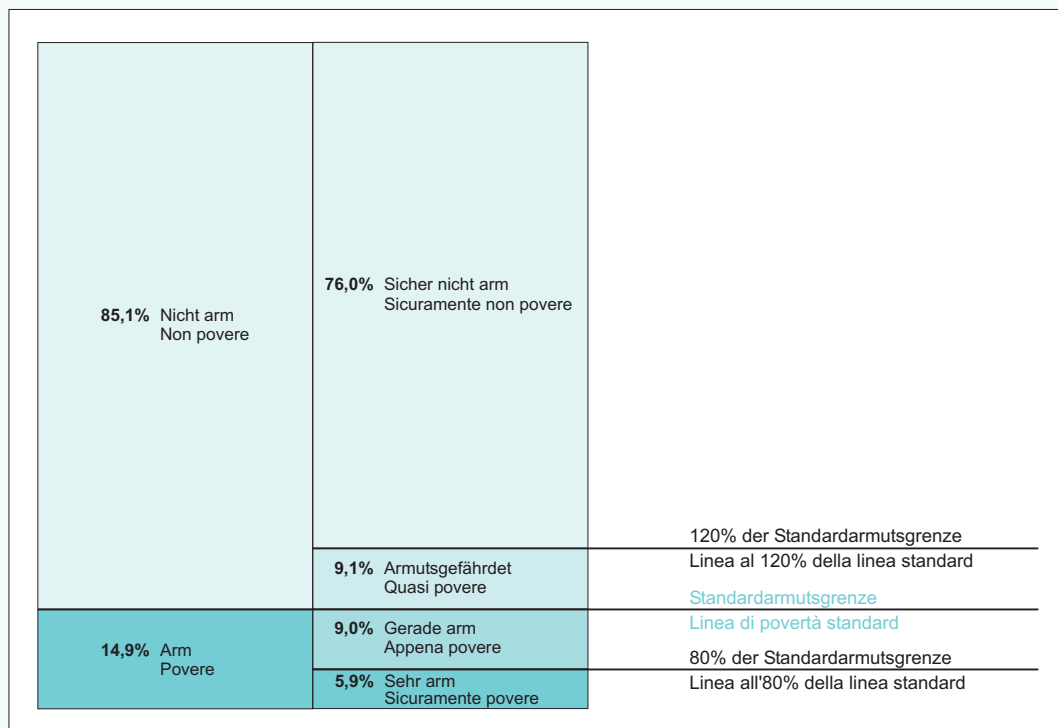 85,1% Nicht arm
Non povere
76,0% Sicher nicht arm
Sicuramente non povere
120% der Standardarmutsgrenze
Linea al 120% della linea standard
9,1% Armutsgefährdet
Quasi povere
Standardarmutsgrenze
Linea di povertà standard
14,9% Arm
Povere
9,0% Gerade arm
Appena povere
80% der Standardarmutsgrenze
Linea all'80% della linea standard
5,9% Sehr arm
Sicuramente povere